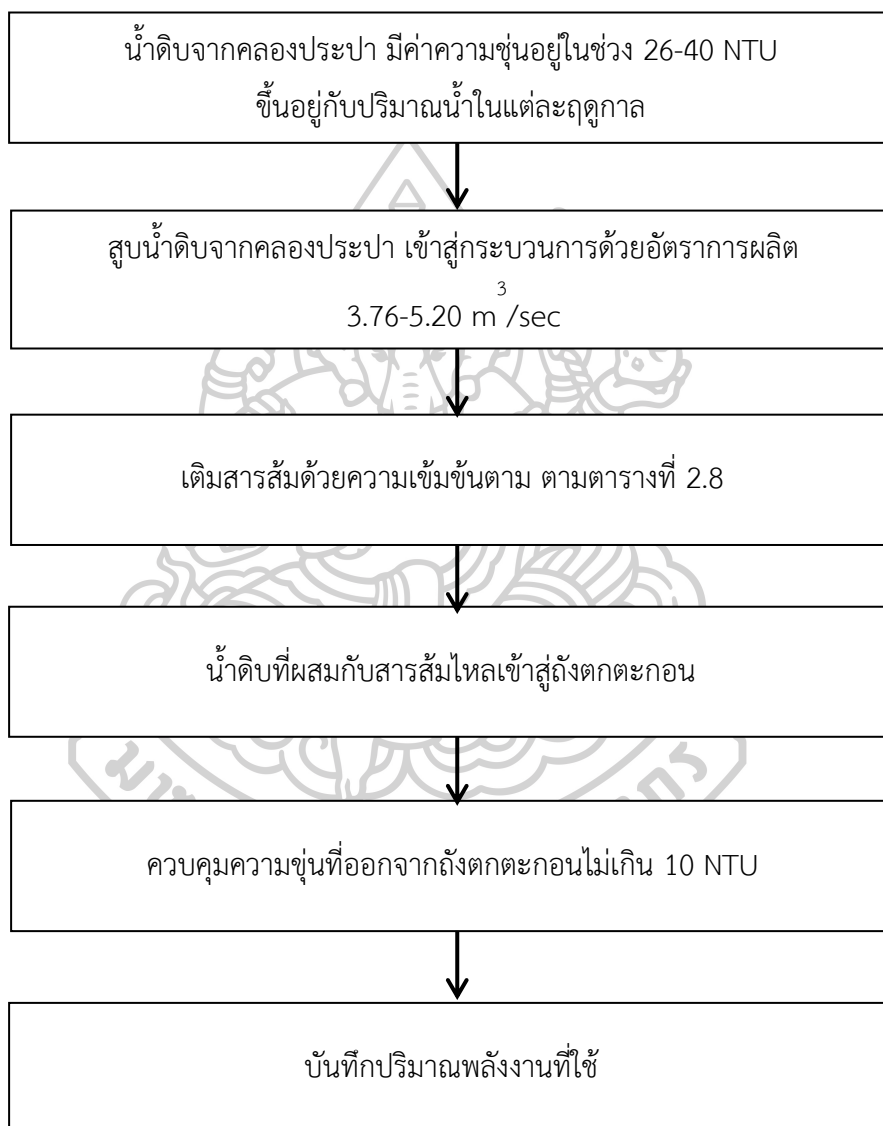 น้ำดิบจากคลองประปา มีค่าความขุ่นอยู่ในช่วง 26-40 NTU
ขึ้นอยู่กับปริมาณน้ำในแต่ละฤดูกาล
สูบน้ำดิบจากคลองประปา เข้าสู่กระบวนการด้วยอัตราการผลิต
3.76-5.20 m³/sec
เติมสารส้มด้วยความเข้มข้นตาม ตามตารางที่ 2.8
น้ำดิบที่ผสมกับสารส้มไหลเข้าสู่ถังตกตะกอน
ควบคุมความขุ่นที่ออกจากถังตกตะกอนไม่เกิน 10 NTU
บันทึกปริมาณพลังงานที่ใช้